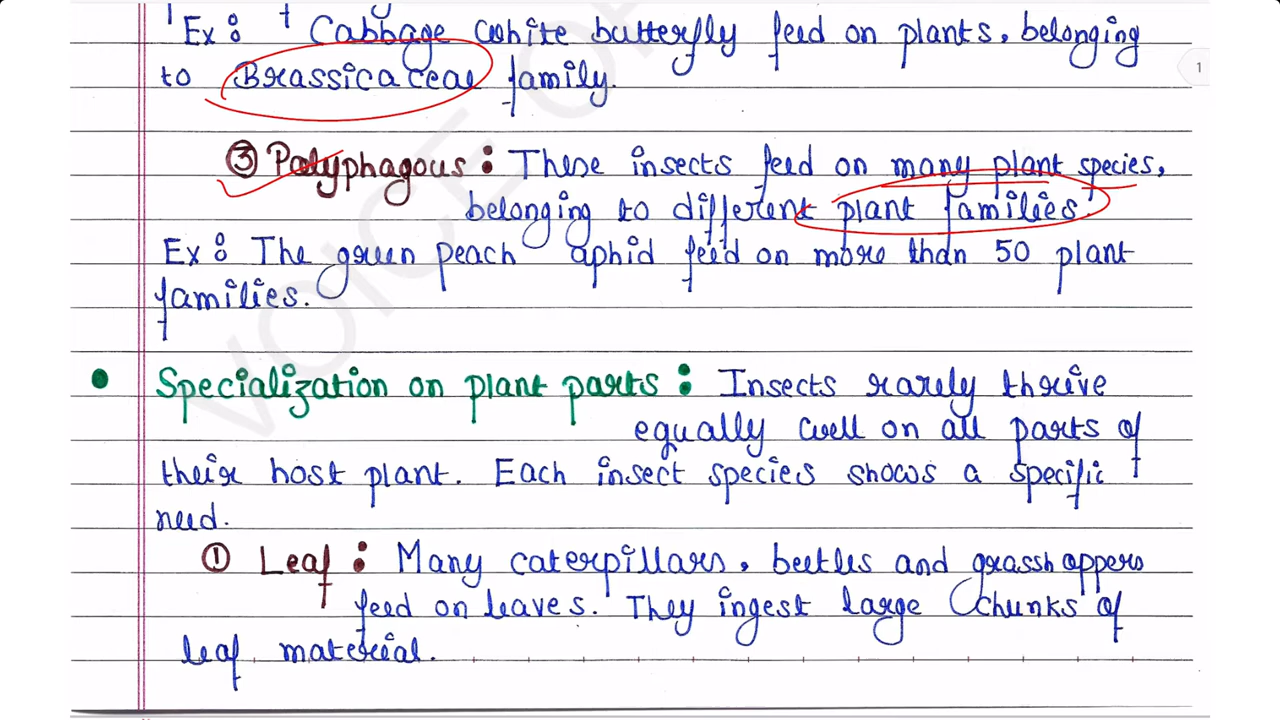 Ex : Cabbage white butterfly feed on plants, belonging
to Brassicaceae family.
1
③ Polyphagous : These insects feed on many plant species,
belonging to different plant families.
Ex : The green peach aphid feed on more than 50 plant
families.
• Specialization on plant parts : Insects rarely thrive
equally well on all parts of
their host plant. Each insect species shows a specific
need.
① Leaf : Many caterpillars, beetles and grasshoppers
feed on leaves. They ingest large chunks of
leaf material.
VOICE OF